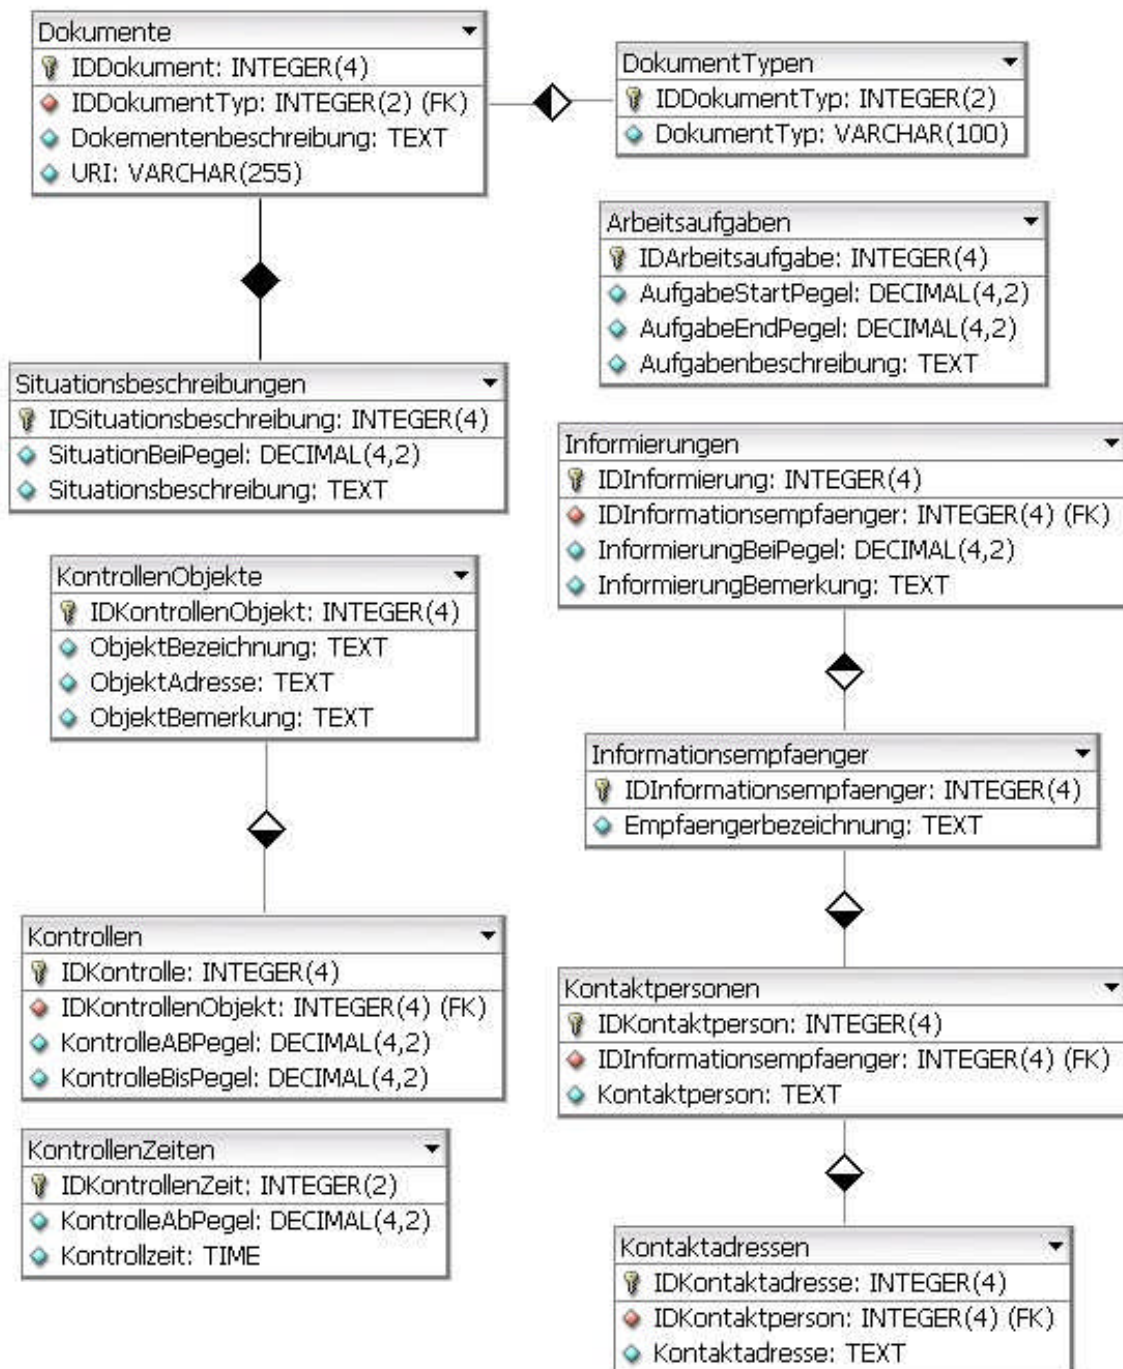 Dokumente
IDDokument: INTEGER(4)
IDDokumentTyp: INTEGER(2) (FK)
Dokementenbeschreibung: TEXT
URI: VARCHAR(255)
DokumentTypen
IDDokumentTyp: INTEGER(2)
DokumentTyp: VARCHAR(100)
Arbeitsaufgaben
IDArbeitsaufgabe: INTEGER(4)
AufgabeStartPegel: DECIMAL(4,2)
AufgabeEndPegel: DECIMAL(4,2)
Aufgabenbeschreibung: TEXT
Situationsbeschreibungen
IDSituationsbeschreibung: INTEGER(4)
SituationBeiPegel: DECIMAL(4,2)
Situationsbeschreibung: TEXT
Informierungen
IDInformierung: INTEGER(4)
IDInformationsempfaenger: INTEGER(4) (FK)
InformierungBeiPegel: DECIMAL(4,2)
InformierungBemerkung: TEXT
KontrollenObjekte
IDKontrollenObjekt: INTEGER(4)
ObjektBezeichnung: TEXT
ObjektAdresse: TEXT
ObjektBemerkung: TEXT
Informationsempfaenger
IDInformationsempfaenger: INTEGER(4)
Empfaengerbezeichnung: TEXT
Kontrollen
IDKontrolle: INTEGER(4)
IDKontrollenObjekt: INTEGER(4) (FK)
KontrolleABPegel: DECIMAL(4,2)
KontrolleBisPegel: DECIMAL(4,2)
Kontaktpersonen
IDKontaktperson: INTEGER(4)
IDInformationsempfaenger: INTEGER(4) (FK)
Kontaktperson: TEXT
KontrollenZeiten
IDKontrollenZeit: INTEGER(2)
KontrolleAbPegel: DECIMAL(4,2)
Kontrollzeit: TIME
Kontaktadressen
IDKontaktadresse: INTEGER(4)
IDKontaktperson: INTEGER(4) (FK)
Kontaktadresse: TEXT